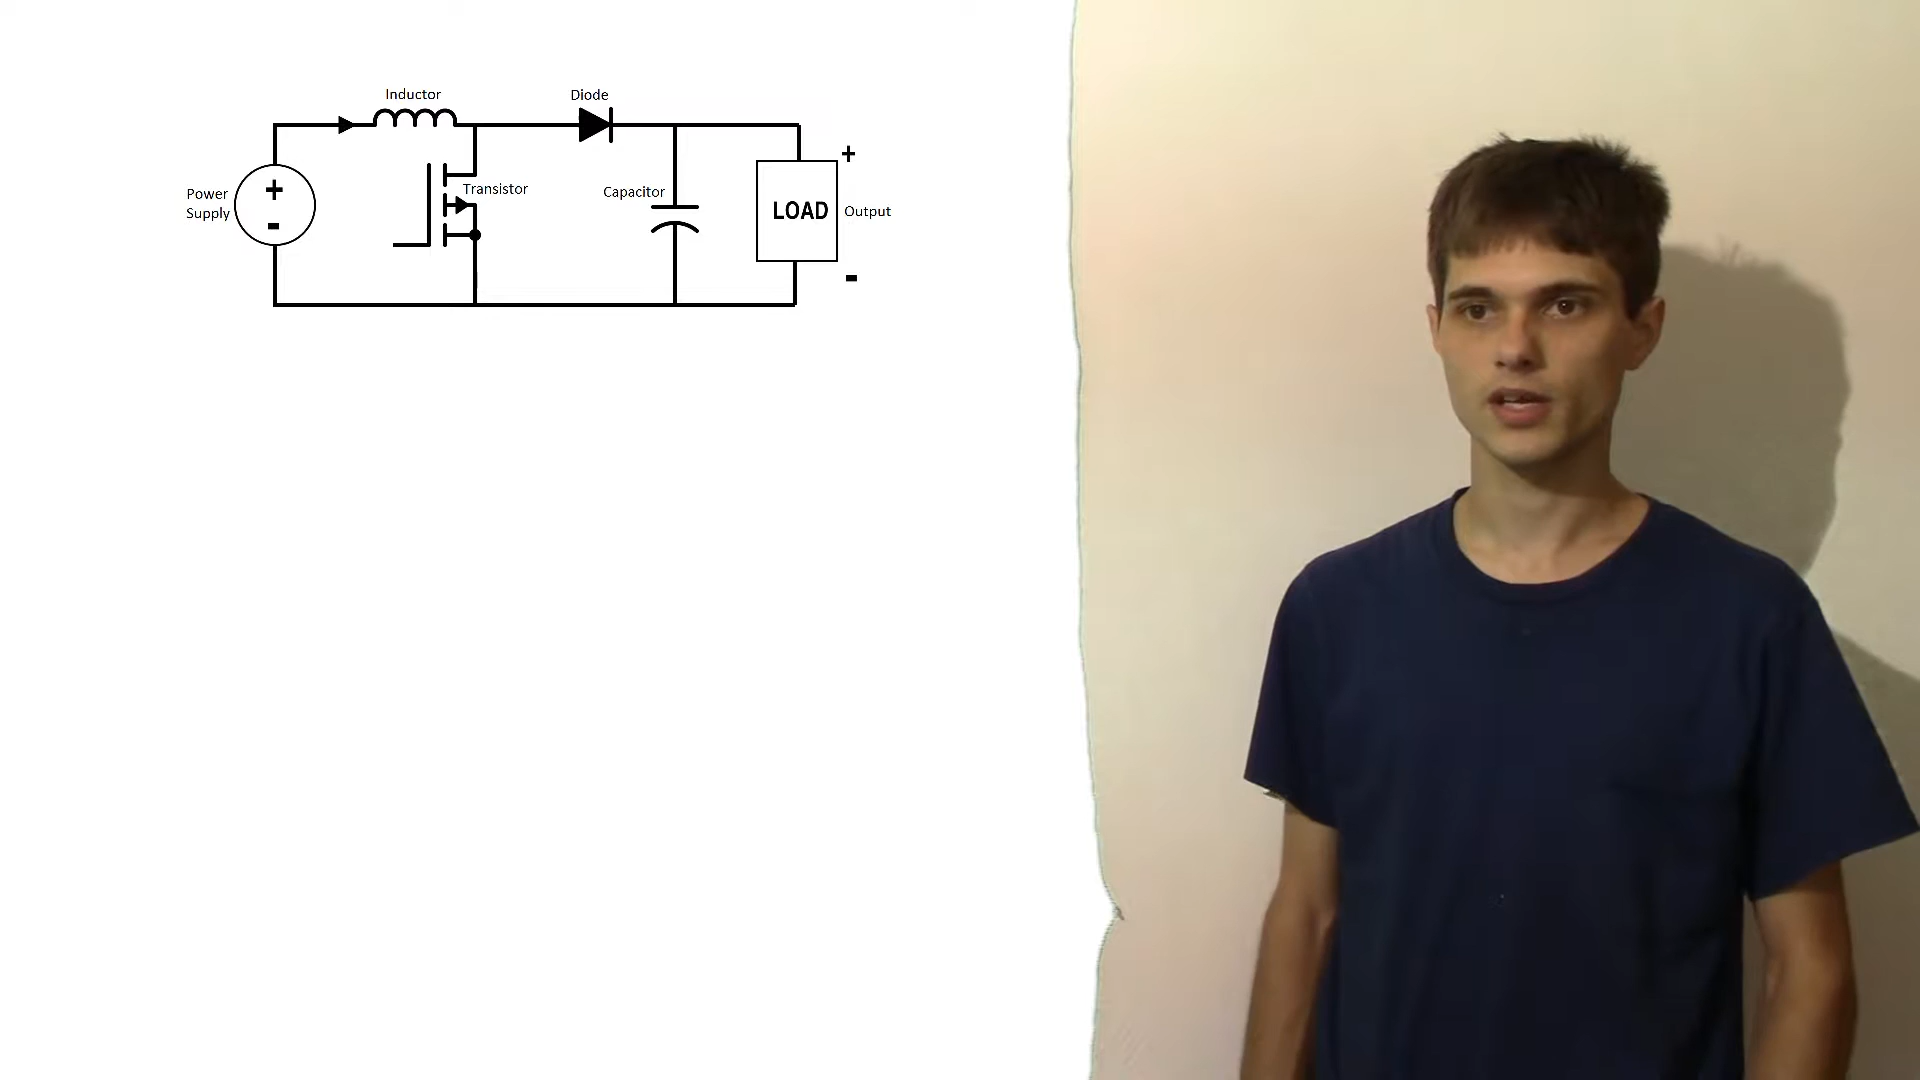 Inductor
Diode
+
Power
Supply
+
-
Transistor
Capacitor
LOAD
Output
-